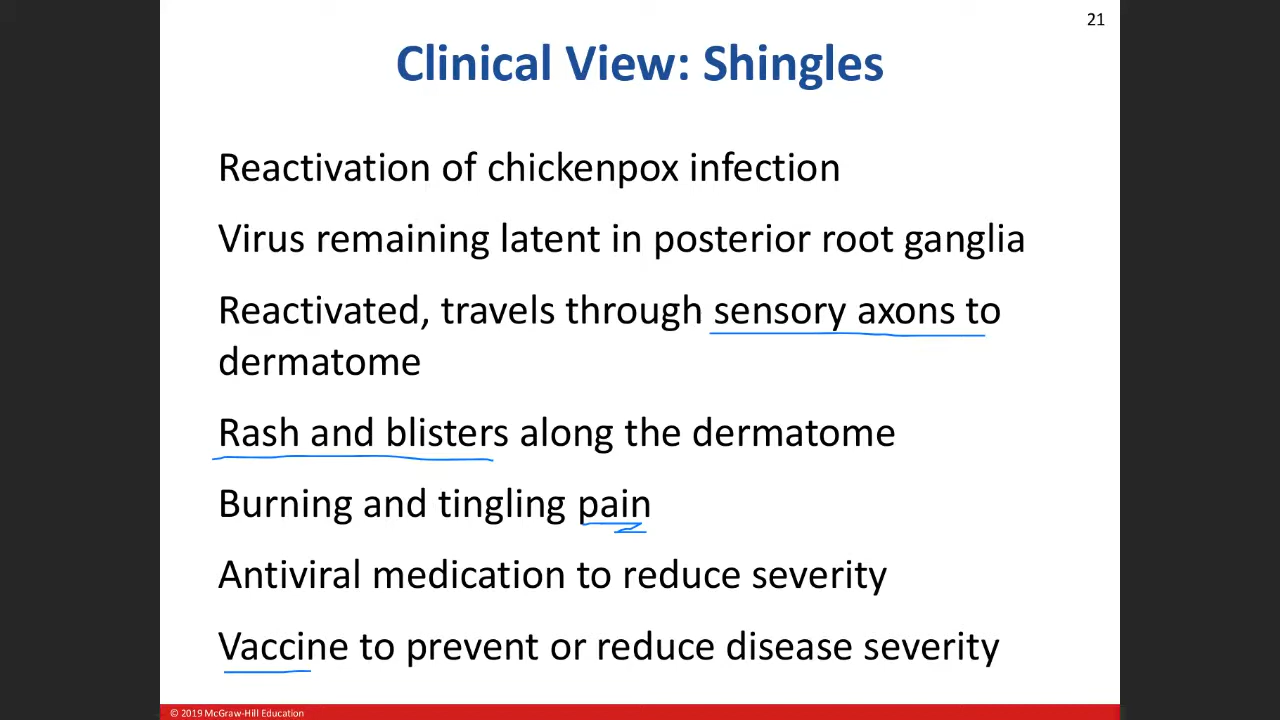 21
Clinical View: Shingles
Reactivation of chickenpox infection
Virus remaining latent in posterior root ganglia
Reactivated, travels through sensory axons to
dermatome
Rash and blisters along the dermatome
Burning and tingling pain
Antiviral medication to reduce severity
Vaccine to prevent or reduce disease severity
© 2019 McGraw-Hill Education